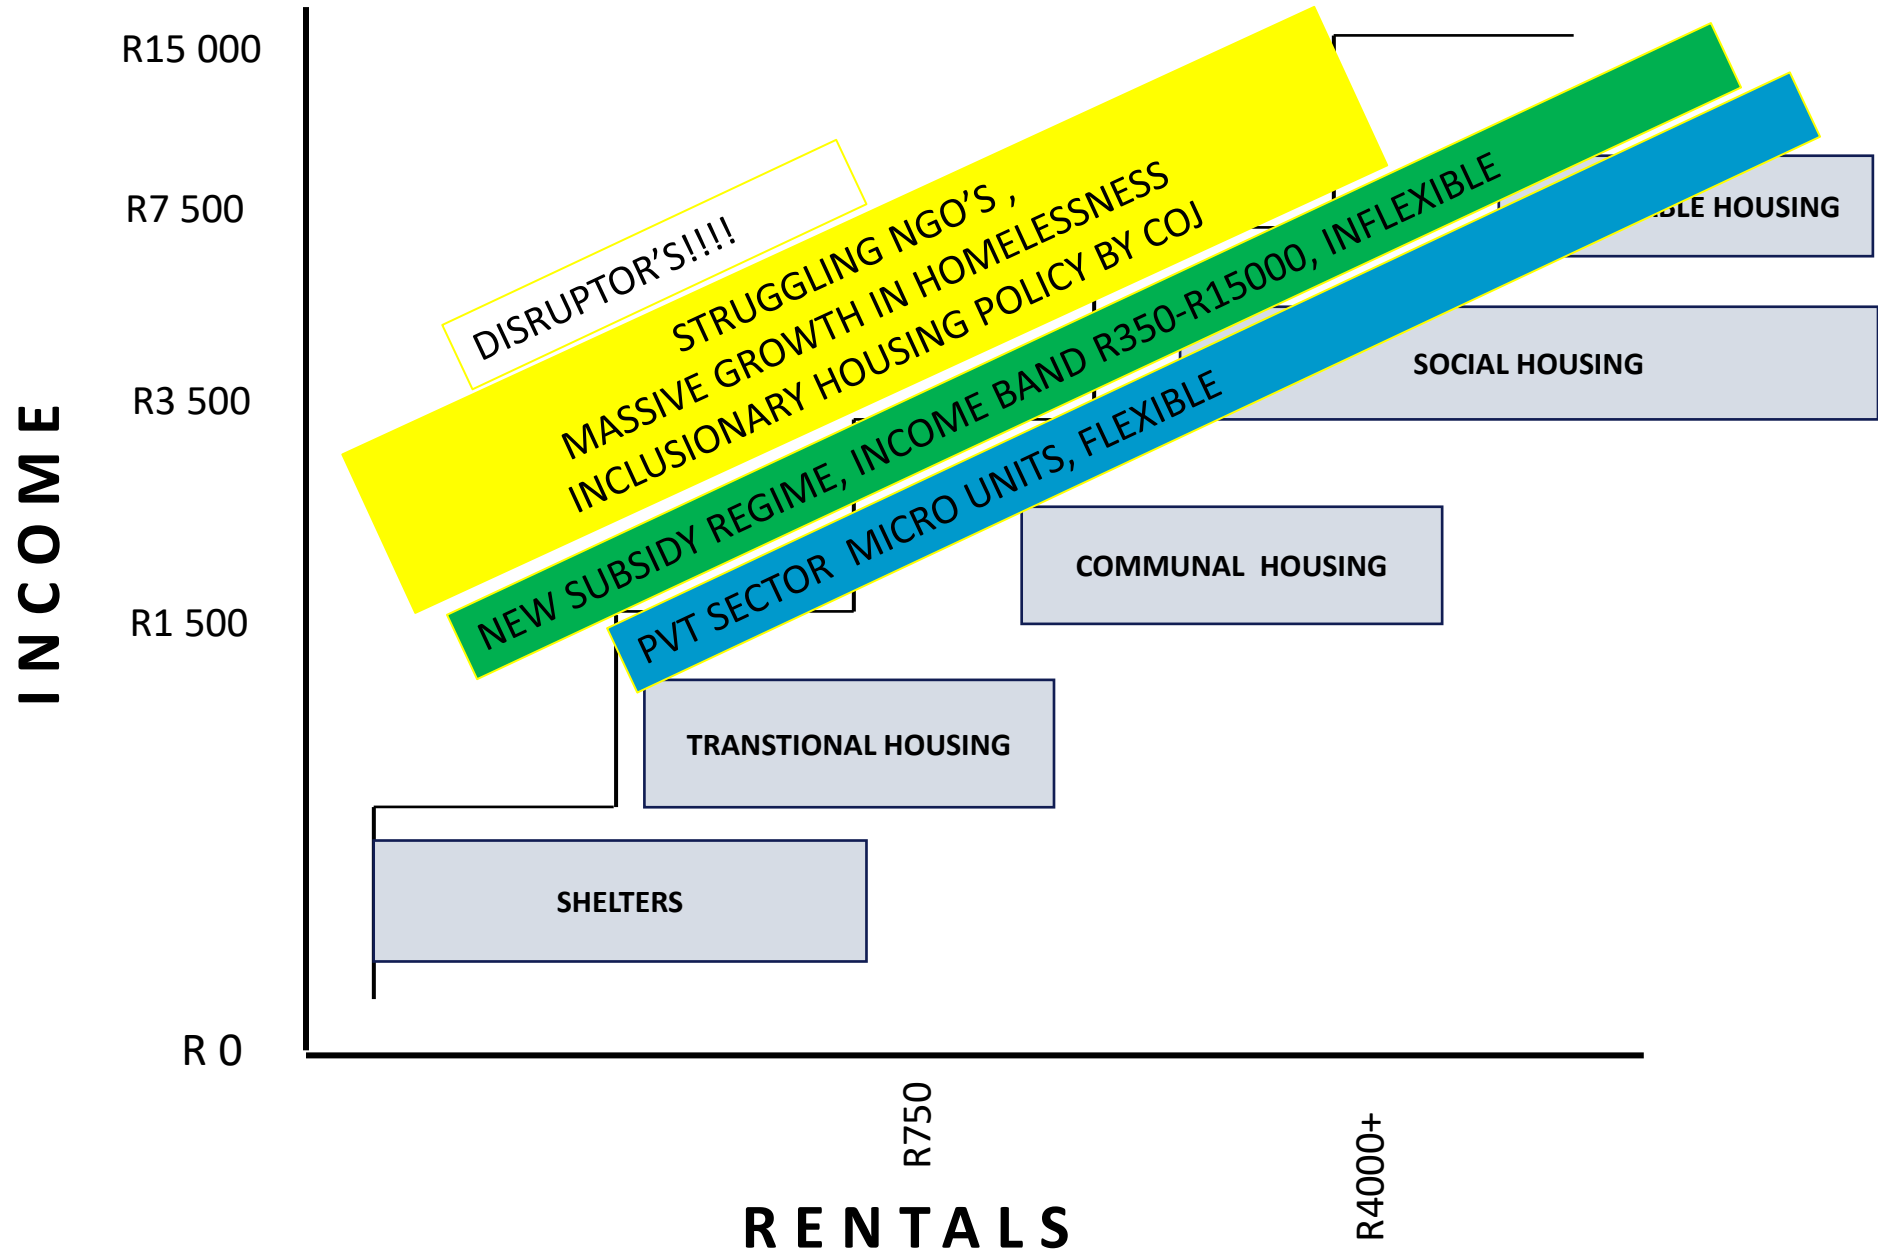 R15 000
R7 500
R3 500
R1 500
R 0
INCOME
DISRUPTOR'S!!!!
STRUGGLING NGO'S ,
MASSIVE GROWTH IN HOMELESSNESS
INCLUSIONARY HOUSING POLICY BY COJ
NEW SUBSIDY REGIME, INCOME BAND R350-R15000, INFLEXIBLE
PVT SECTOR MICRO UNITS, FLEXIBLE
HOUSING
SOCIAL HOUSING
COMMUNAL HOUSING
TRANSTIONAL HOUSING
SHELTERS
R750
R4000+
RENTALS